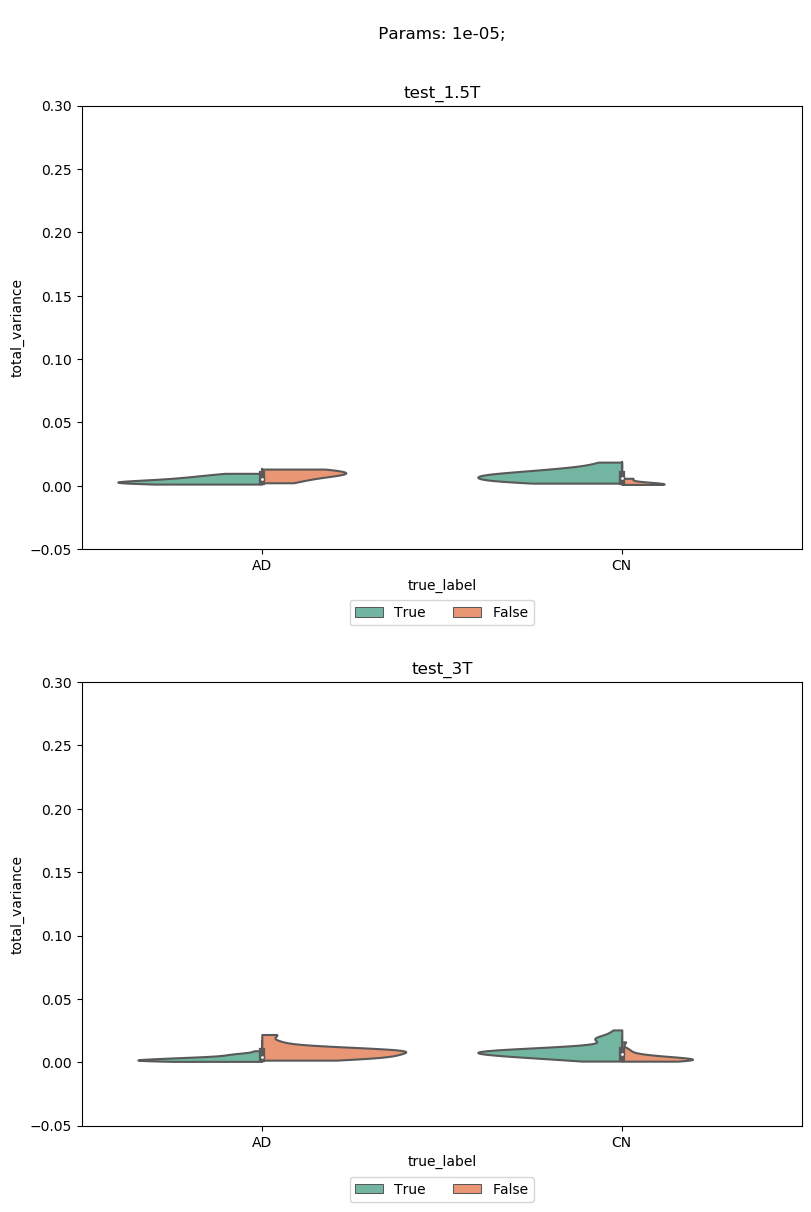 Params: 1e-05;
test_1.5T
0.30
0.25
0.20
0.15
0.10
0.05
0.00
−0.05
total_variance
AD CN
true_label
True False
test_3T
0.30
0.25
0.20
0.15
0.10
0.05
0.00
−0.05
total_variance
AD CN
true_label
True False